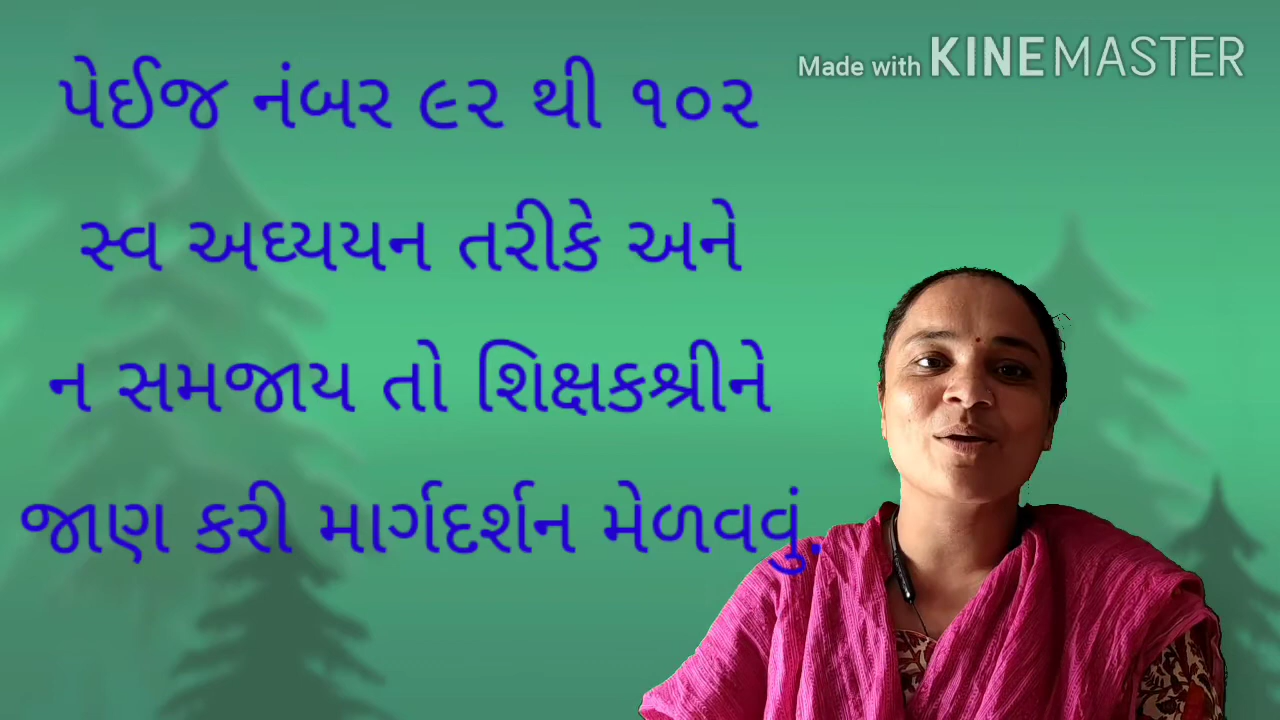 Made with KINEMASTER
પેઈજ નંબર ૯૨ થી ૧૦૨
સ્વ અધ્યયન તરીકે અને
ન સમજાય તો શિક્ષકશ્રીને
જાણ કરી માર્ગદર્શન મેળવવું.